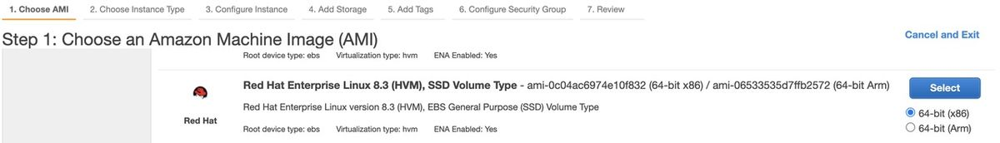 1. Choose AMI 2. Choose Instance Type 3. Configure Instance 4. Add Storage 5. Add Tags 6. Configure Security Group 7. Review
Step 1: Choose an Amazon Machine Image (AMI)
Cancel and Exit
Root device type: ebs Virtualization type: hvm ENA Enabled: Yes
Red Hat Enterprise Linux 8.3 (HVM), SSD Volume Type - ami-0c04ac6974e10f832 (64-bit x86) / ami-06533535d7ffb2572 (64-bit Arm)
Select
Red Hat Enterprise Linux version 8.3 (HVM), EBS General Purpose (SSD) Volume Type
64-bit (x86)
Red Hat
Root device type: ebs Virtualization type: hvm ENA Enabled: Yes
64-bit (Arm)